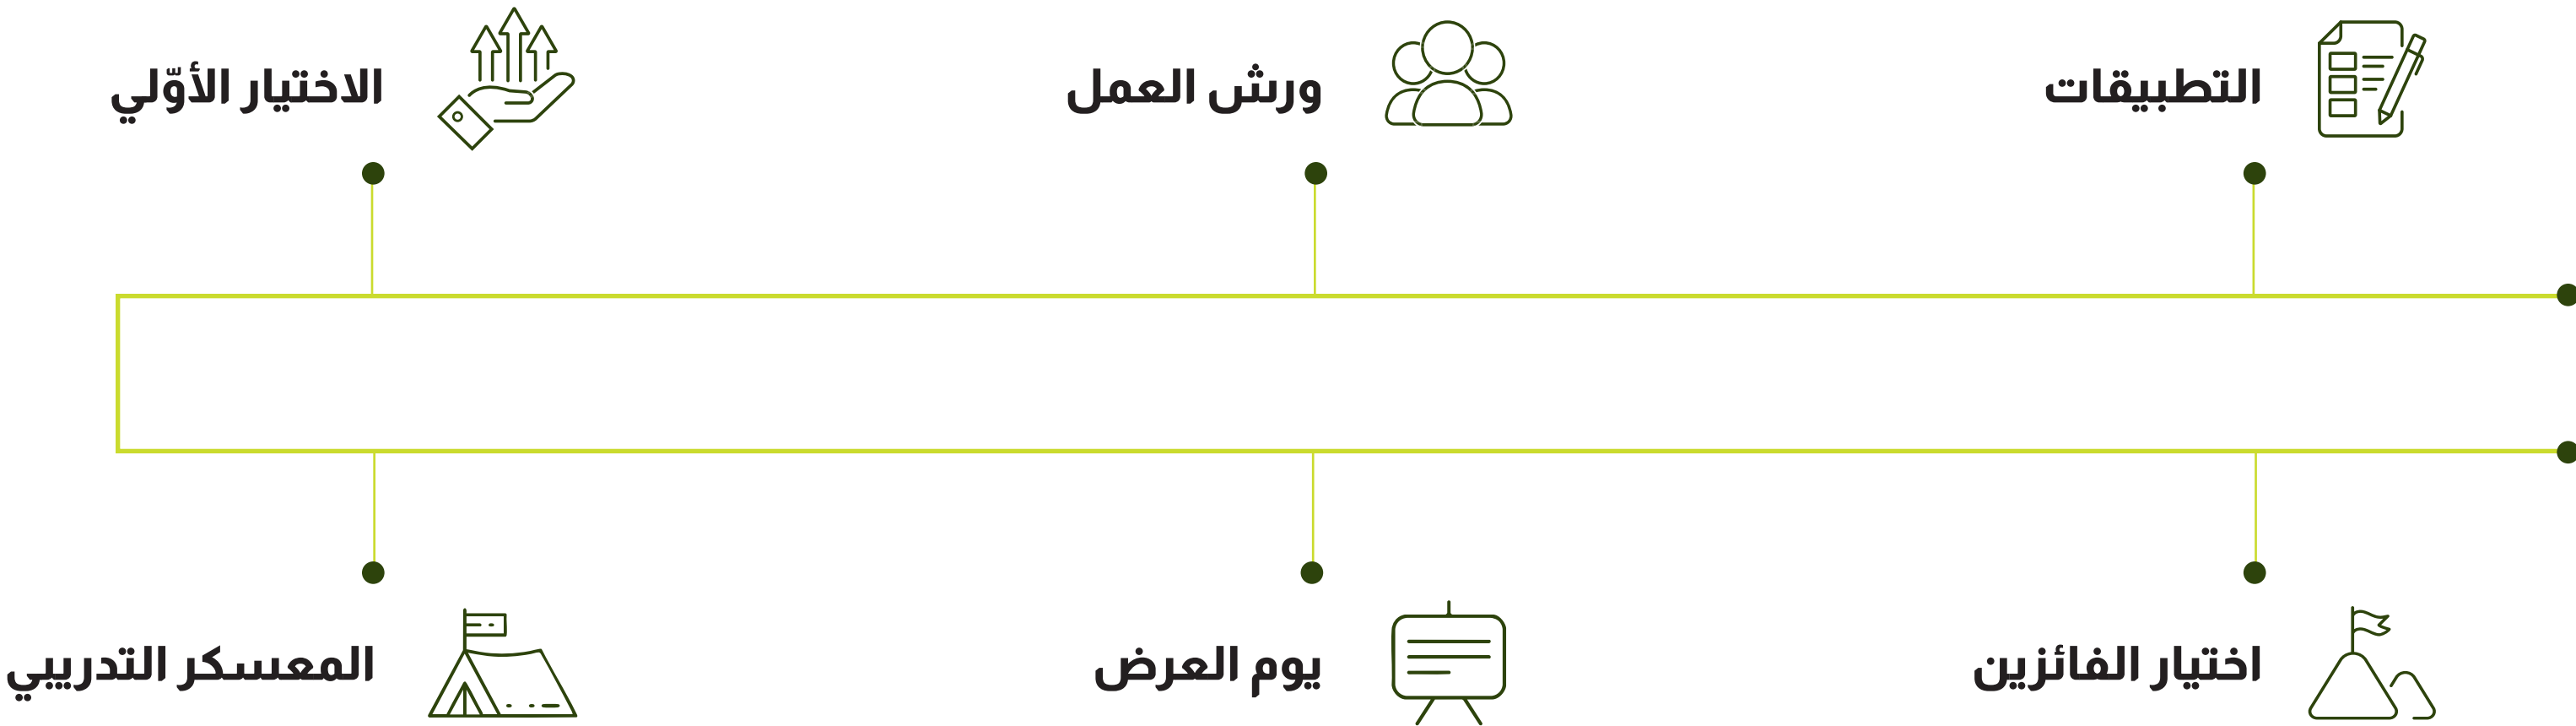 التطبيقات
ورش العمل
الاختيار الأوّلي
المعسكر التدريبي
يوم العرض
اختيار الفائزين